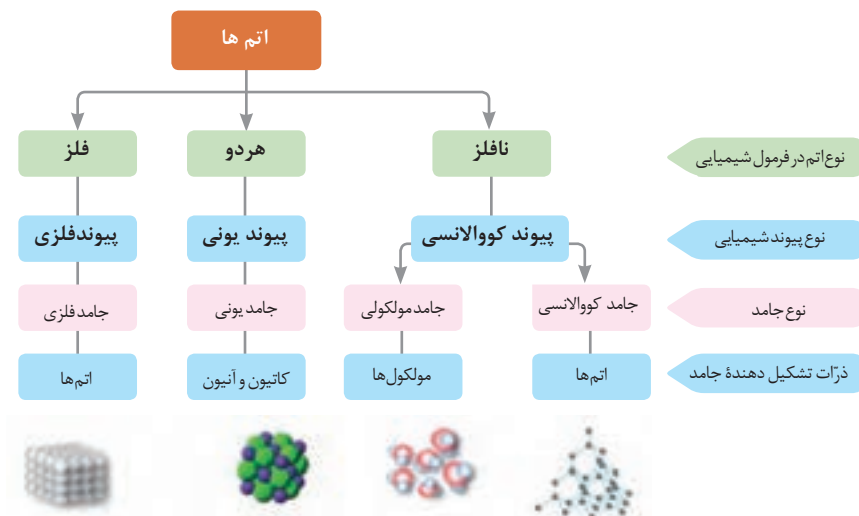 اتم ها
نوع اتم در فرمول شیمیایی
نافلز
هردو
فلز
نوع پیوند شیمیایی
پیوند کووالانسی
پیوند یونی
پیوندفلزی
نوع جامد
جامد کووالانسی
جامد مولکولی
جامد یونی
جامد فلزی
ذرّات تشکیل دهندهٔ جامد
اتم‌ها
مولکول‌ها
کاتیون و آنیون
اتم‌ها